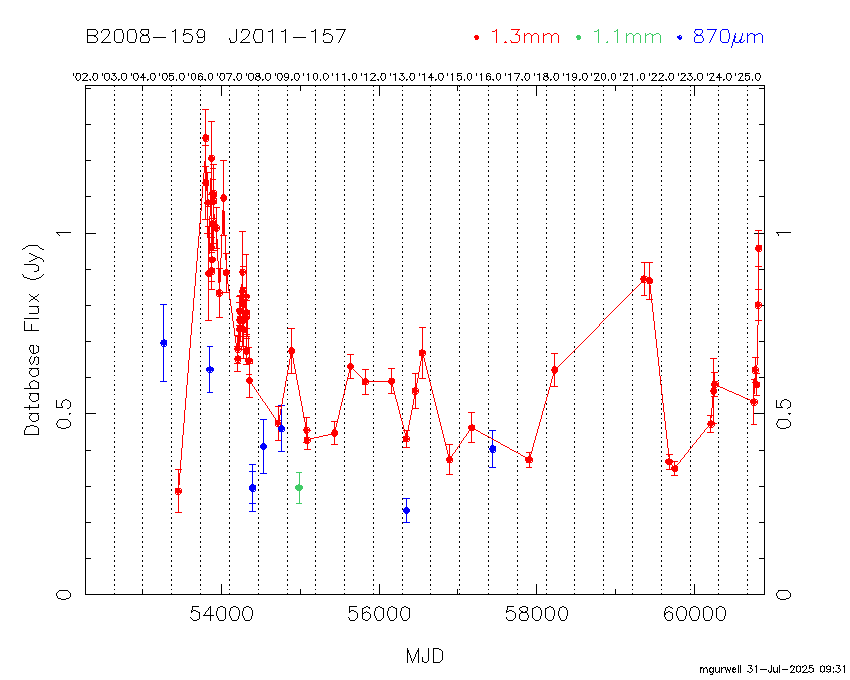 B2008−159 J2011−157 1.3mm 1.1mm 870μm
'02.0 '03.0 '04.0 '05.0 '06.0 '07.0 '08.0 '09.0 '10.0 '11.0 '12.0 '13.0 '14.0 '15.0 '16.0 '17.0 '18.0 '19.0 '20.0 '21.0 '22.0 '23.0 '24.0 '25.0
Database Flux (Jy)
1 1
0.5 0.5
0 0
54000 56000 58000 60000
MJD
mgurwell 31−Jul−2025 09:31